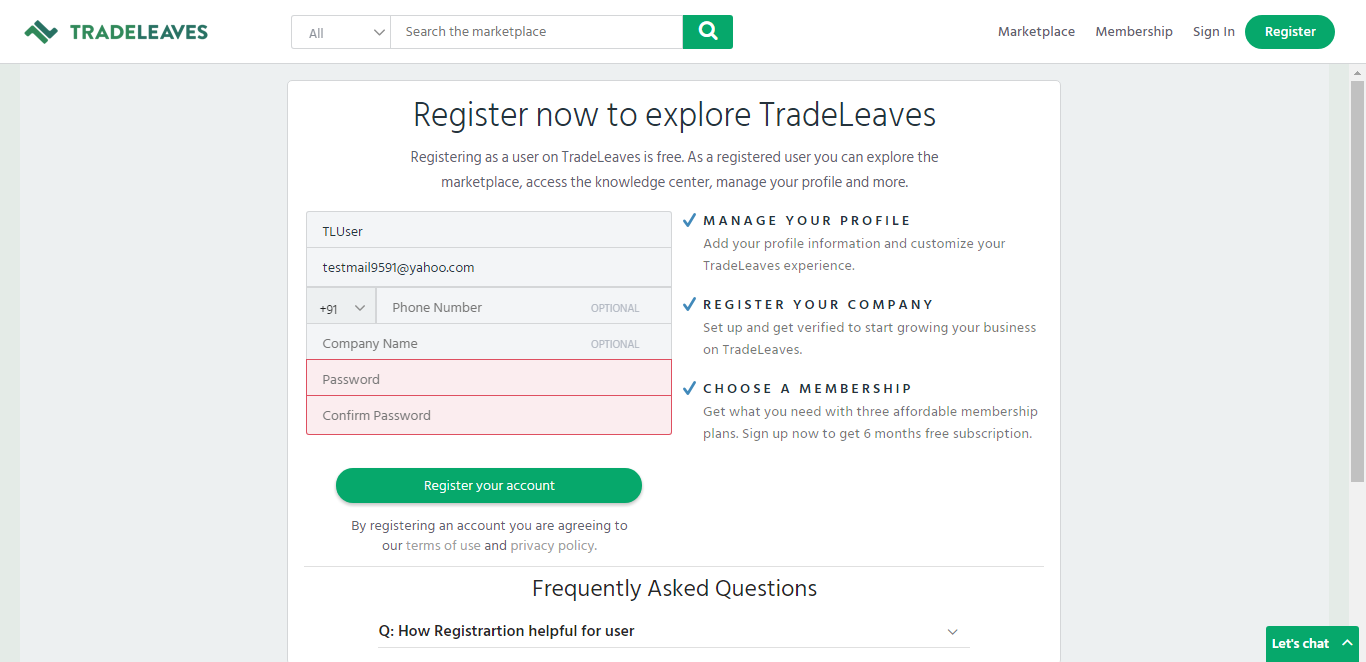 TRADELEAVES
All
Search the marketplace
Marketplace
Membership
Sign In
Register
Register now to explore TradeLeaves
Registering as a user on TradeLeaves is free. As a registered user you can explore the
marketplace, access the knowledge center, manage your profile and more.
TLUser
testmail9591@yahoo.com
+91
Phone Number
OPTIONAL
Company Name
OPTIONAL
Password
Confirm Password
Register your account
By registering an account you are agreeing to
our terms of use and privacy policy.
MANAGE YOUR PROFILE
Add your profile information and customize your
TradeLeaves experience.
REGISTER YOUR COMPANY
Set up and get verified to start growing your business
on TradeLeaves.
CHOOSE A MEMBERSHIP
Get what you need with three affordable membership
plans. Sign up now to get 6 months free subscription.
Frequently Asked Questions
Q: How Registrartion helpful for user
Let's chat